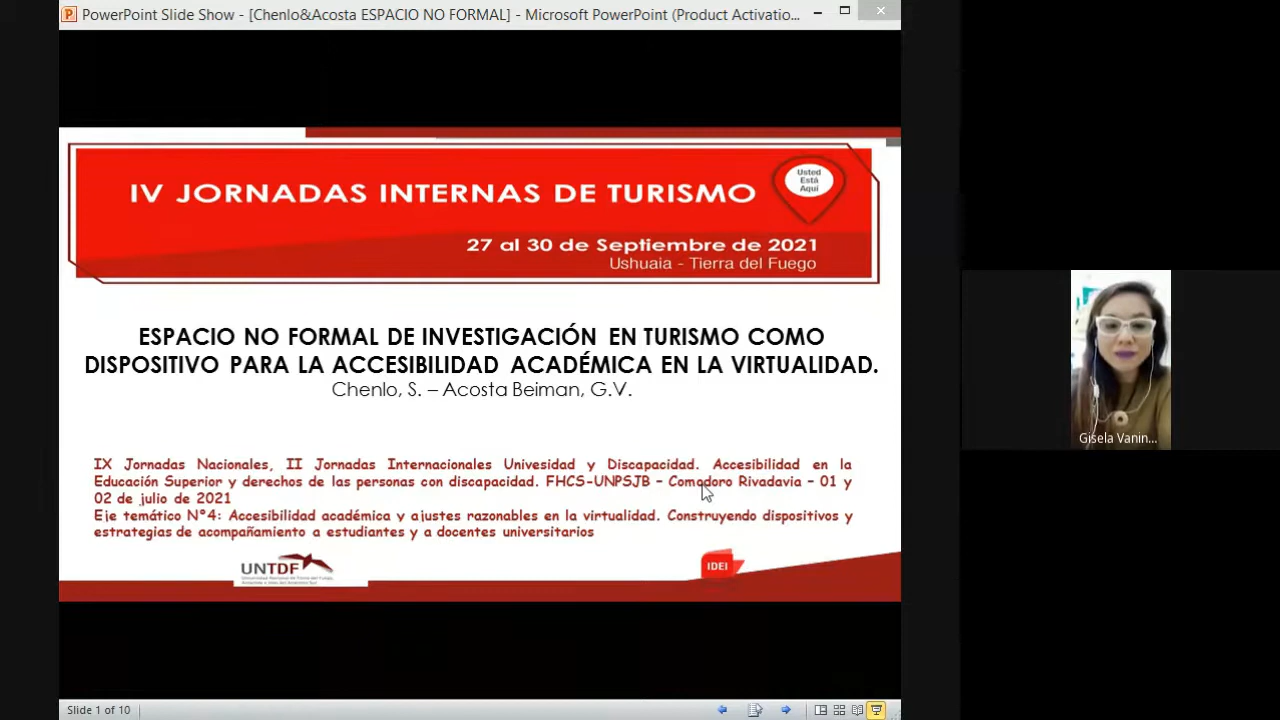 PowerPoint Slide Show - [Chenlo&Acosta ESPACIO NO FORMAL] - Microsoft PowerPoint (Product Activatio...
IV JORNADAS INTERNAS DE TURISMO
Usted
Está
Aquí
27 al 30 de Septiembre de 2021
Ushuaia - Tierra del Fuego
ESPACIO NO FORMAL DE INVESTIGACIÓN EN TURISMO COMO
DISPOSITIVO PARA LA ACCESIBILIDAD ACADÉMICA EN LA VIRTUALIDAD.
Chenlo, S. – Acosta Beiman, G.V.
IX Jornadas Nacionales, II Jornadas Internacionales Univesidad y Discapacidad. Accesibilidad en la
Educación Superior y derechos de las personas con discapacidad. FHCS-UNPSJB – Comodoro Rivadavia – 01 y
02 de julio de 2021
Eje temático N°4: Accesibilidad académica y ajustes razonables en la virtualidad. Construyendo dispositivos y
estrategias de acompañamiento a estudiantes y a docentes universitarios
UNTDF
IDEI
Gisela Vanin...
Slide 1 of 10